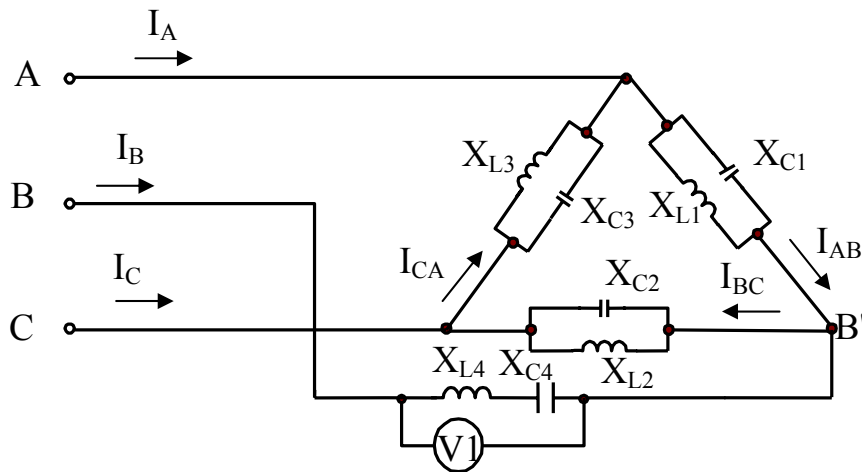 I_A
A
X_L3
X_C1
I_B
B
X_L1
X_C3
I_AB
I_C
I_CA
X_C2
I_BC
C
B'
X_L4
X_C4
X_L2
V1